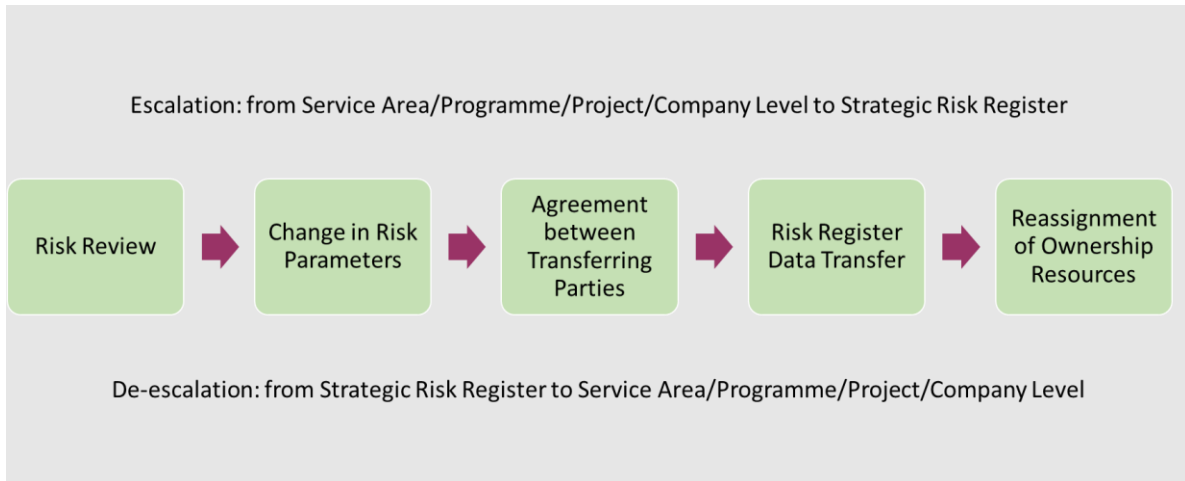 Escalation: from Service Area/Programme/Project/Company Level to Strategic Risk Register
Risk Review
Change in Risk
Parameters
Agreement
between
Transferring
Parties
Risk Register
Data Transfer
Reassignment
of Ownership
Resources
De-escalation: from Strategic Risk Register to Service Area/Programme/Project/Company Level